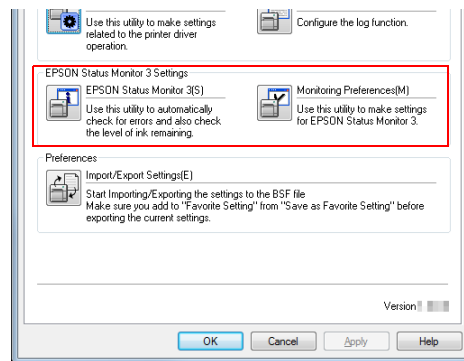 Use this utility to make settings
related to the printer driver
operation.
Configure the log function.
EPSON Status Monitor 3 Settings
EPSON Status Monitor 3(S)
Use this utility to automatically
check for errors and also check
the level of ink remaining.
Monitoring Preferences(M)
Use this utility to make settings
for EPSON Status Monitor 3.
Preferences
Import/Export Settings(E)
Start Importing/Exporting the settings to the BSF file
Make sure you add to "Favorite Setting" from "Save as Favorite Setting" before
exporting the current settings.
Version
OK Cancel Apply Help